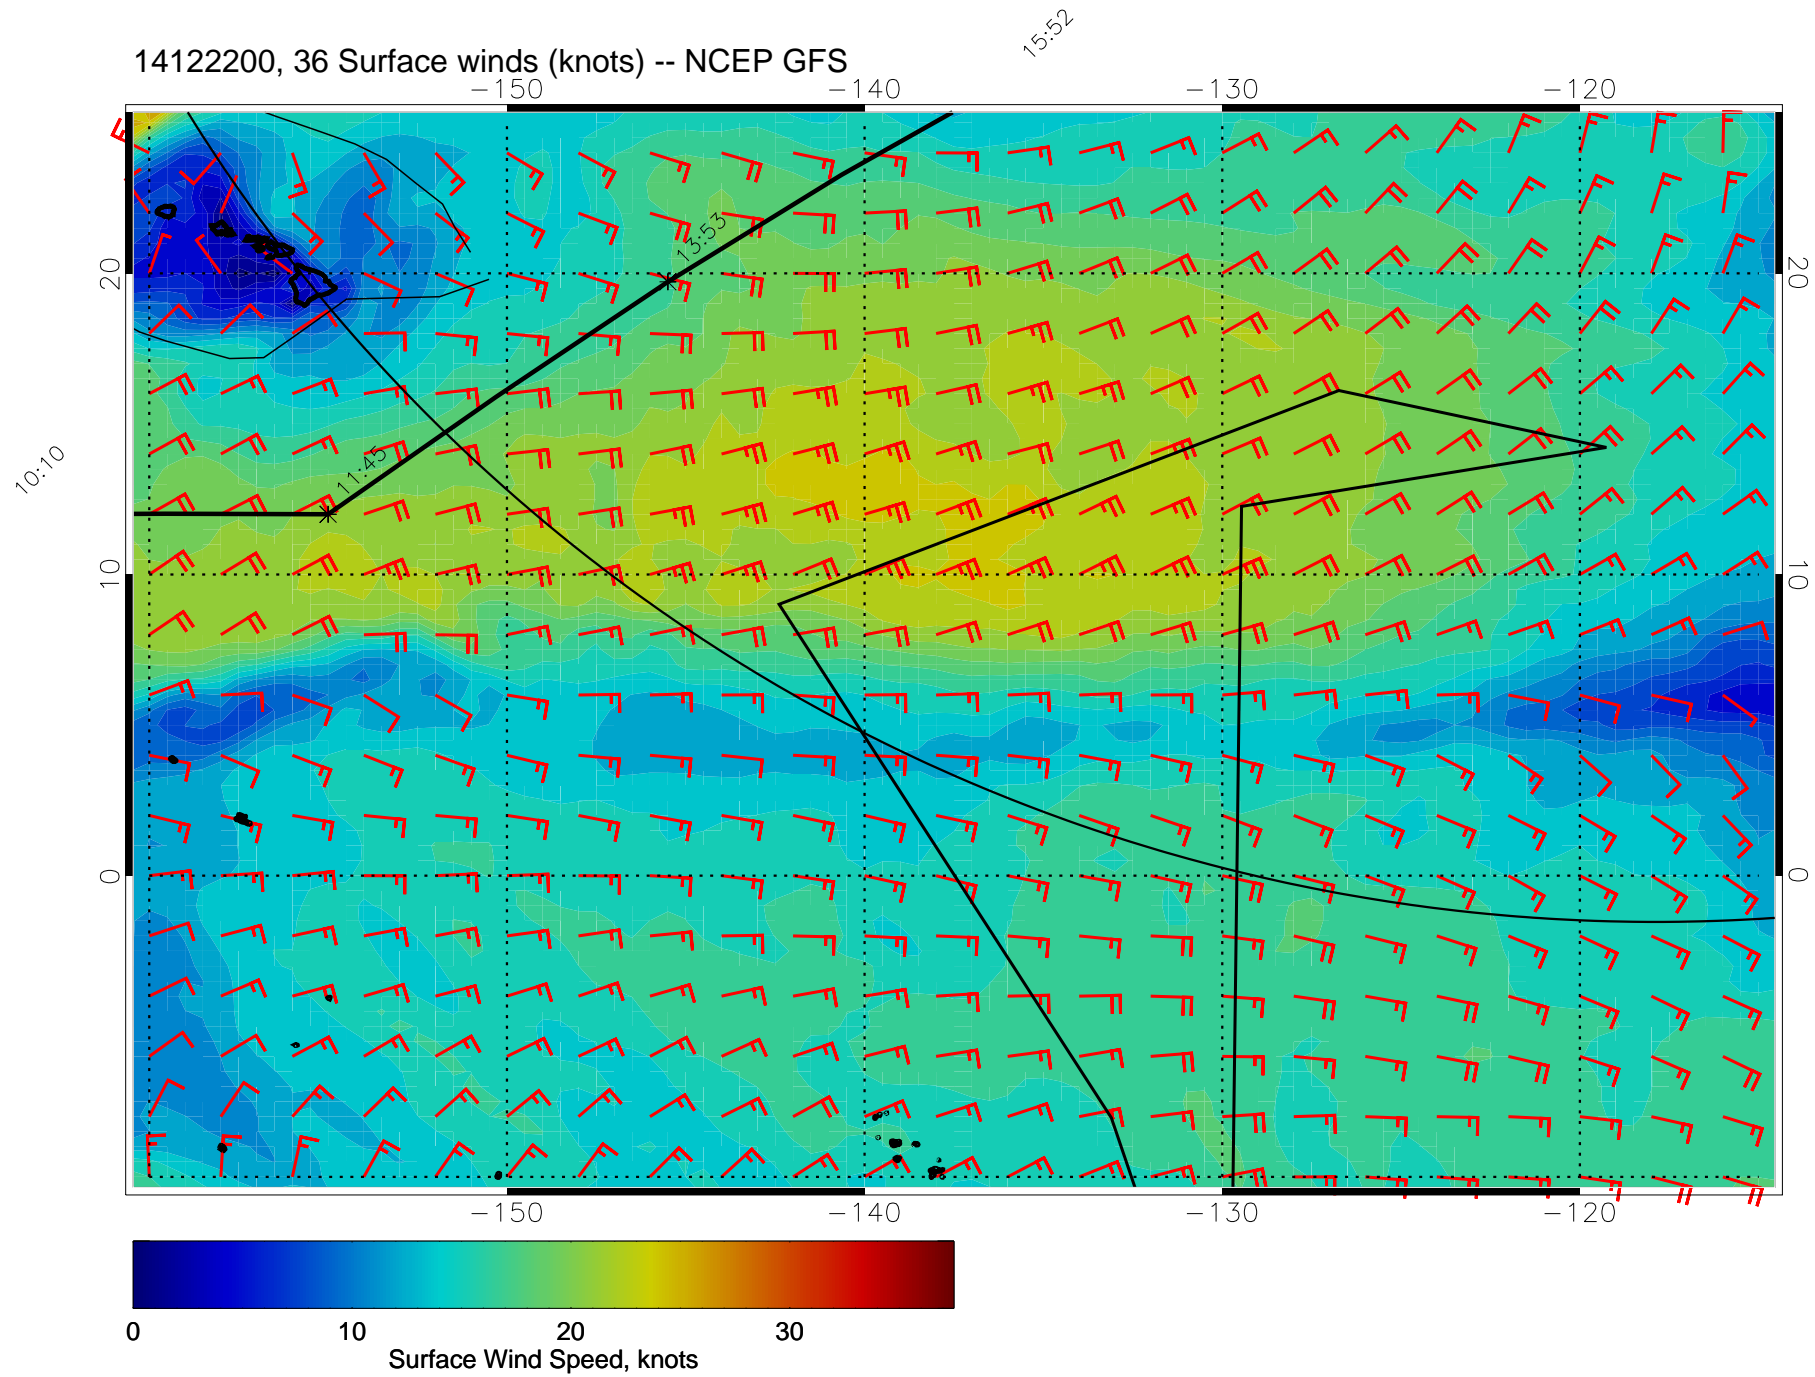 15:52
14122200, 36 Surface winds (knots) -- NCEP GFS
-150 -140 -130 -120
13:53
20 20
11:45
10:10
10 10
0 0
-150 -140 -130 -120
0 10 20 30
Surface Wind Speed, knots